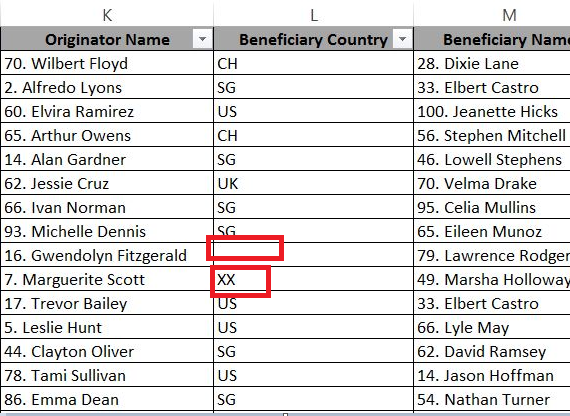 K L M
Originator Name Beneficiary Country Beneficiary Name
70. Wilbert Floyd CH 28. Dixie Lane
2. Alfredo Lyons SG 33. Elbert Castro
60. Elvira Ramirez US 100. Jeanette Hicks
65. Arthur Owens CH 56. Stephen Mitchell
14. Alan Gardner SG 46. Lowell Stephens
62. Jessie Cruz UK 70. Velma Drake
66. Ivan Norman SG 95. Celia Mullins
93. Michelle Dennis SG 65. Eileen Munoz
16. Gwendolyn Fitzgerald 79. Lawrence Rodger
7. Marguerite Scott XX 49. Marsha Holloway
17. Trevor Bailey US 33. Elbert Castro
5. Leslie Hunt US 66. Lyle May
44. Clayton Oliver SG 62. David Ramsey
78. Tami Sullivan US 14. Jason Hoffman
86. Emma Dean SG 54. Nathan Turner